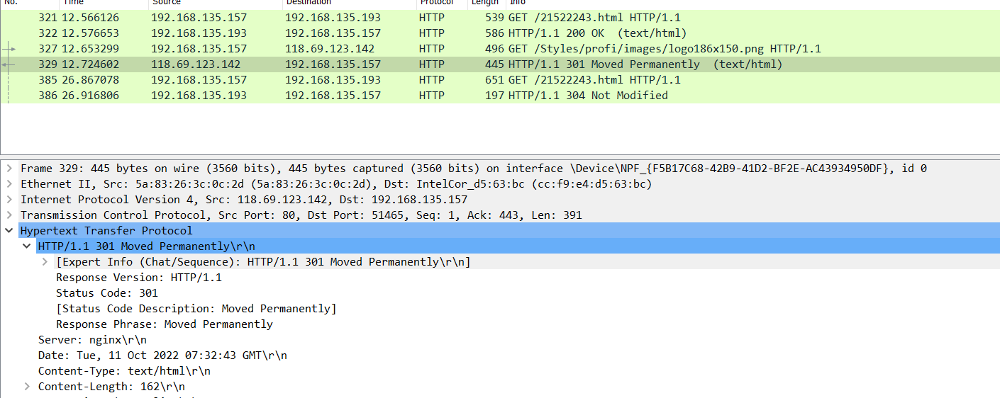 No. Time Source Destination Protocol Length Info
321 12.566126 192.168.135.157 192.168.135.193 HTTP 539 GET /21522243.html HTTP/1.1
322 12.576653 192.168.135.193 192.168.135.157 HTTP 586 HTTP/1.1 200 OK (text/html)
327 12.653299 192.168.135.157 118.69.123.142 HTTP 496 GET /Styles/profi/images/logo186x150.png HTTP/1.1
329 12.724602 118.69.123.142 192.168.135.157 HTTP 445 HTTP/1.1 301 Moved Permanently (text/html)
385 26.867078 192.168.135.157 192.168.135.193 HTTP 651 GET /21522243.html HTTP/1.1
386 26.916806 192.168.135.193 192.168.135.157 HTTP 197 HTTP/1.1 304 Not Modified
Frame 329: 445 bytes on wire (3560 bits), 445 bytes captured (3560 bits) on interface \Device\NPF_{F5B17C68-42B9-41D2-BF2E-AC43934950DF}, id 0
Ethernet II, Src: 5a:83:26:3c:0c:2d (5a:83:26:3c:0c:2d), Dst: IntelCor_d5:63:bc (cc:f9:e4:d5:63:bc)
Internet Protocol Version 4, Src: 118.69.123.142, Dst: 192.168.135.157
Transmission Control Protocol, Src Port: 80, Dst Port: 51465, Seq: 1, Ack: 443, Len: 391
Hypertext Transfer Protocol
HTTP/1.1 301 Moved Permanently\r\n
[Expert Info (Chat/Sequence): HTTP/1.1 301 Moved Permanently\r\n]
Response Version: HTTP/1.1
Status Code: 301
[Status Code Description: Moved Permanently]
Response Phrase: Moved Permanently
Server: nginx\r\n
Date: Tue, 11 Oct 2022 07:32:43 GMT\r\n
Content-Type: text/html\r\n
Content-Length: 162\r\n